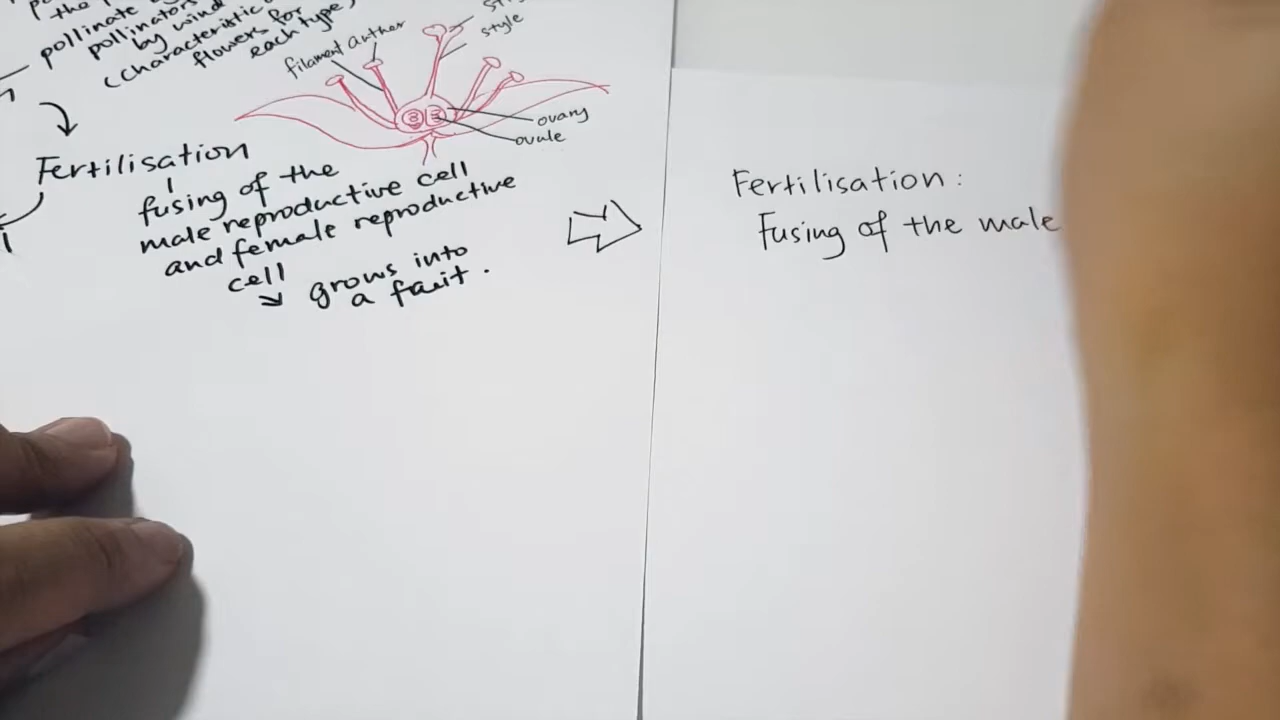 the
pollinate
pollinators
by wind
(characteristic
flowers for
each type)
filament anther
style
ovary
ovule
Fertilisation
fusing of the
male reproductive cell
and female reproductive
cell
grows into
a fruit.
Fertilisation:
Fusing of the male